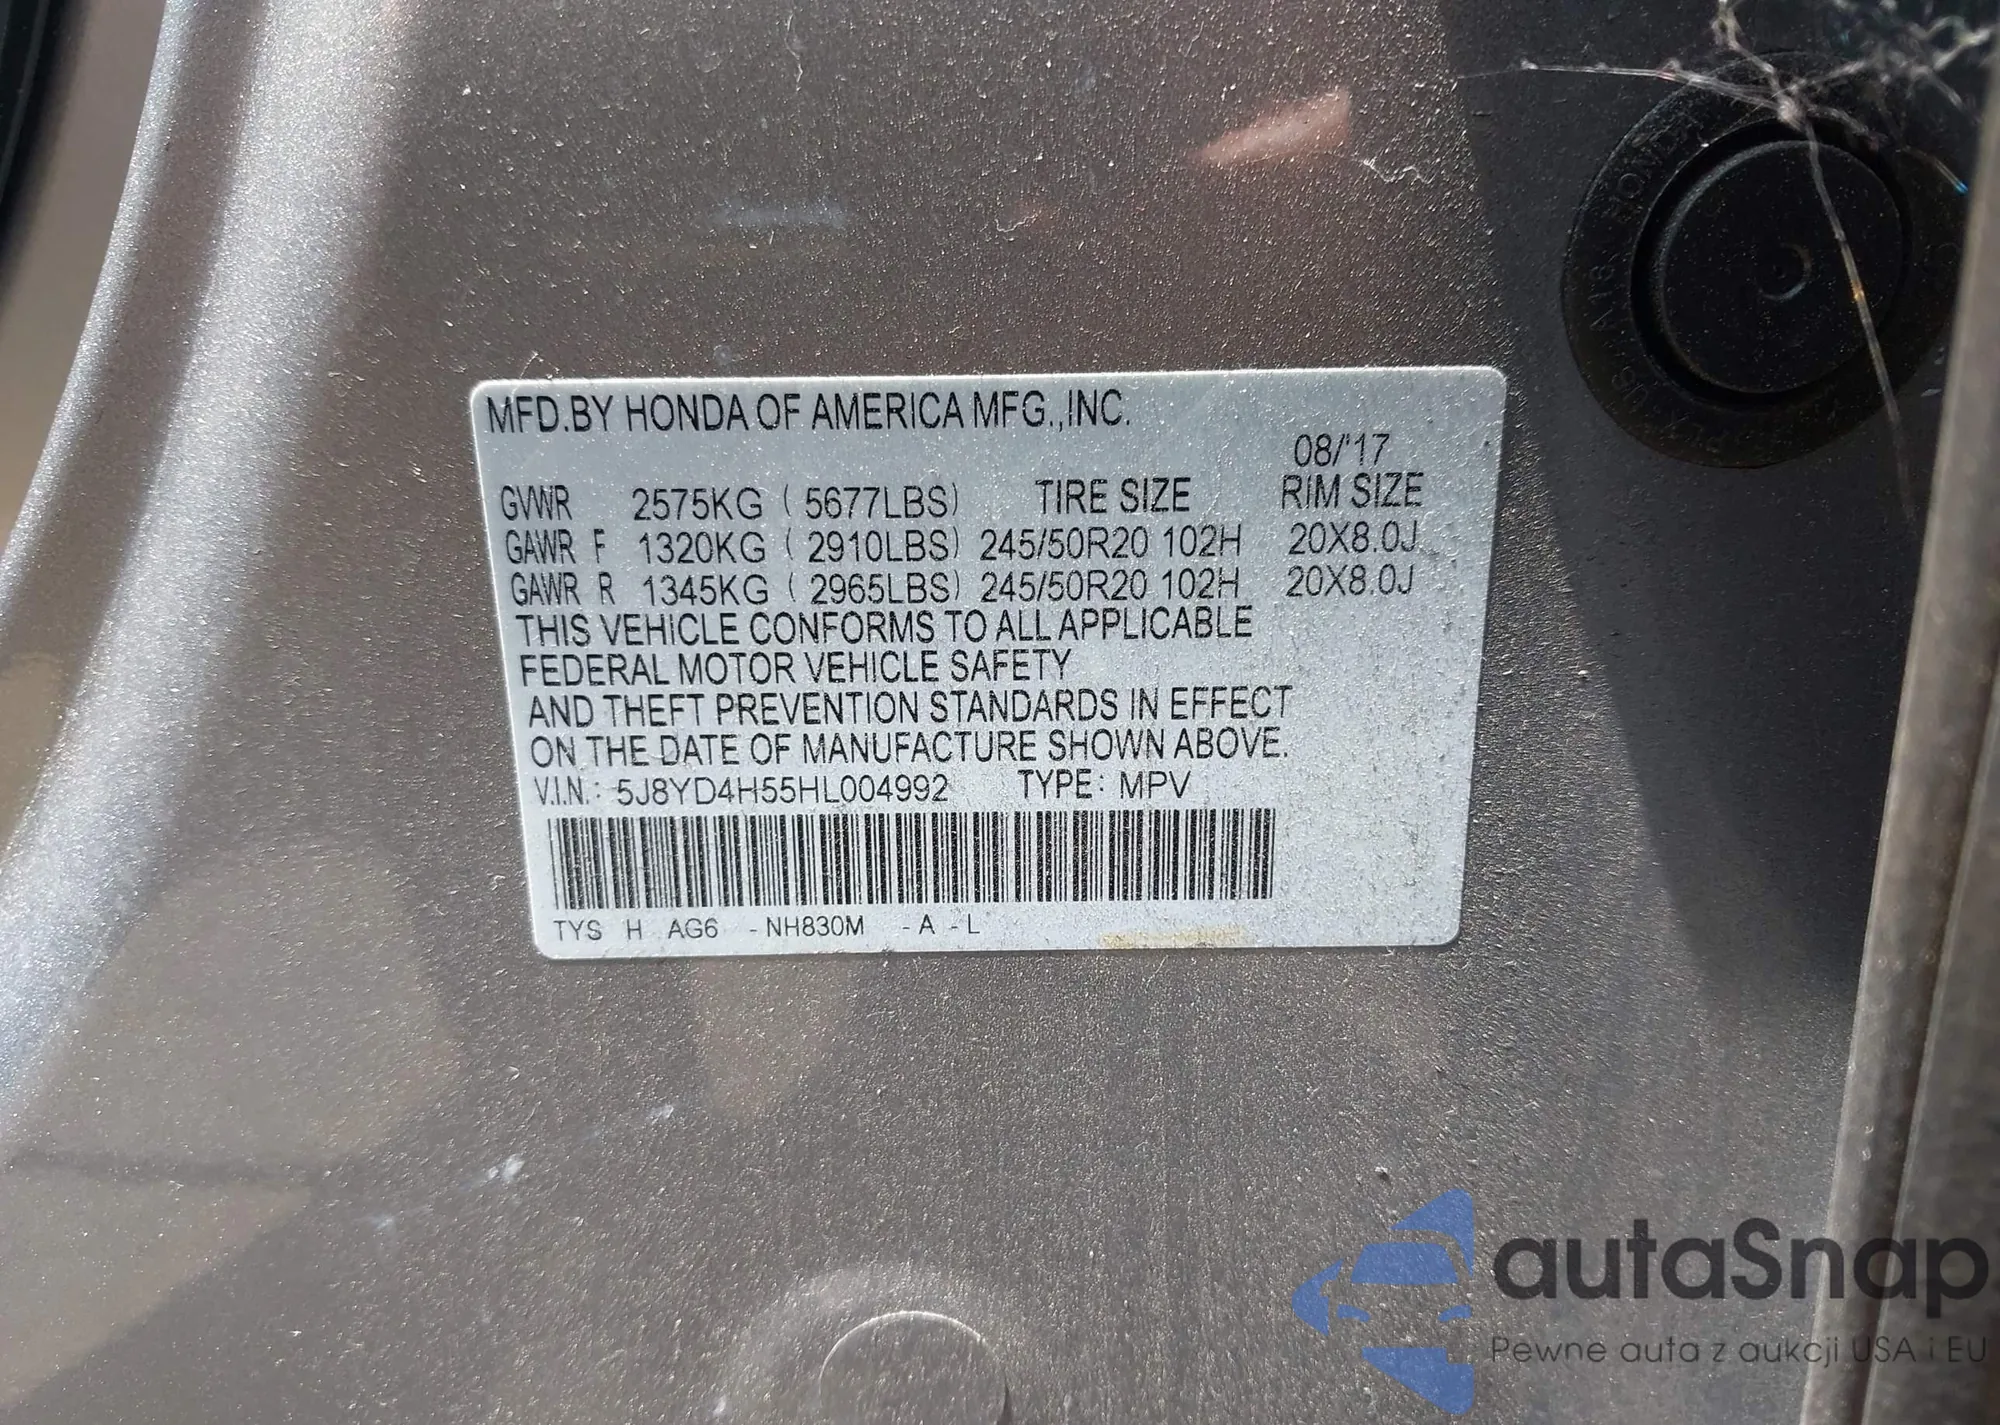 MFD.BY HONDA OF AMERICA MFG.,INC.
08/'17
GVWR 2575KG ( 5677LBS) TIRE SIZE RIM SIZE
GAWR F 1320KG ( 2910LBS) 245/50R20 102H 20X8.0J
GAWR R 1345KG ( 2965LBS) 245/50R20 102H 20X8.0J
THIS VEHICLE CONFORMS TO ALL APPLICABLE
FEDERAL MOTOR VEHICLE SAFETY
AND THEFT PREVENTION STANDARDS IN EFFECT
ON THE DATE OF MANUFACTURE SHOWN ABOVE.
V.I.N.: 5J8YD4H55HL004992 TYPE: MPV
TYS H AG6 -NH830M -A -L
autaSnap
Pewne auta z aukcji USA i EU